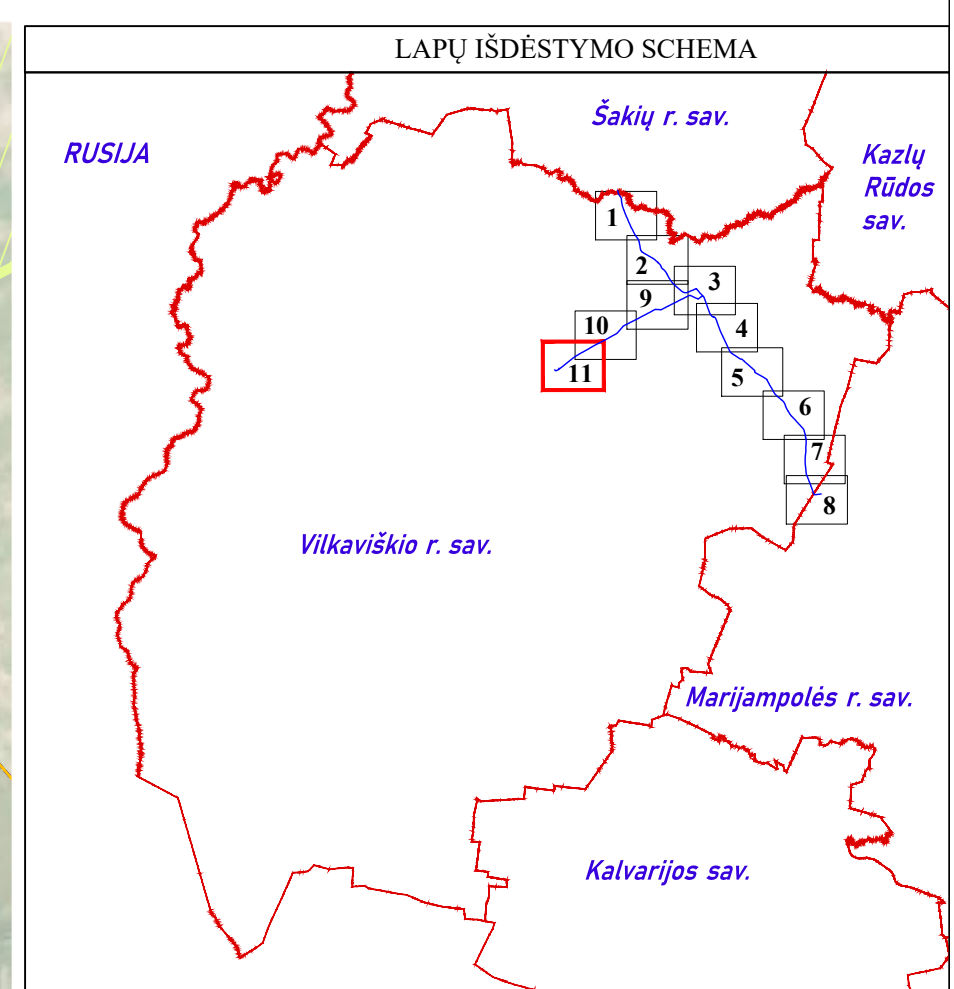 LAPŲ IŠDĖSTYMO SCHEMA
Šakių r. sav.
RUSIJA
Kazlų
Rūdos
sav.
1
2
3
9
10
4
11
5
6
7
8
Vilkaviškio r. sav.
Marijampolės r. sav.
Kalvarijos sav.